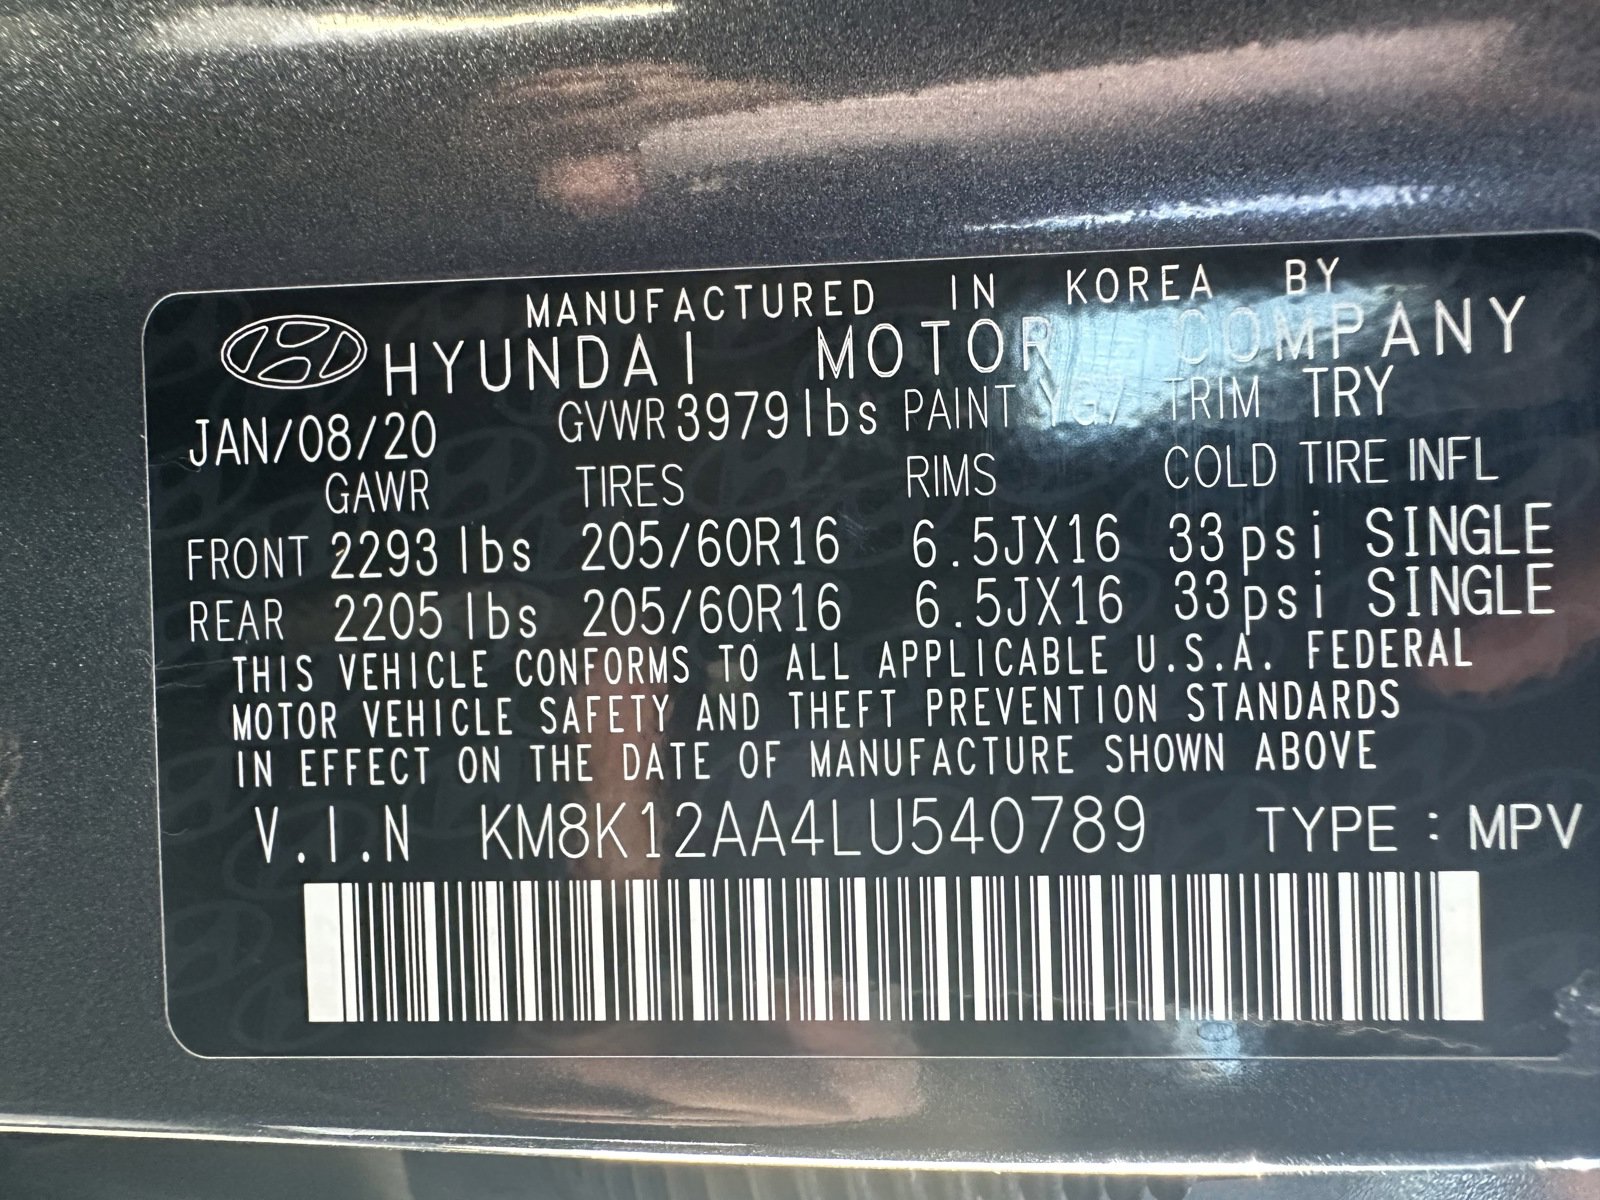 MANUFACTURED IN KOREA BY
HYUNDAI MOTOR COMPANY
JAN/08/20 GVWR 3979lbs PAINT YG7 TRIM TRY
GAWR TIRES RIMS COLD TIRE INFL
FRONT 2293 lbs 205/60R16 6.5JX16 33psi SINGLE
REAR 2205 lbs 205/60R16 6.5JX16 33psi SINGLE
THIS VEHICLE CONFORMS TO ALL APPLICABLE U.S.A. FEDERAL
MOTOR VEHICLE SAFETY AND THEFT PREVENTION STANDARDS
IN EFFECT ON THE DATE OF MANUFACTURE SHOWN ABOVE
V.I.N KM8K12AA4LU540789 TYPE : MPV